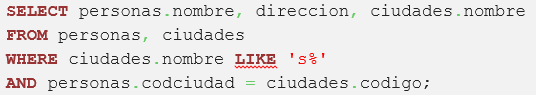 SELECT personas.nombre, direccion, ciudades.nombre
FROM personas, ciudades
WHERE ciudades.nombre LIKE 's%'
AND personas.codciudad = ciudades.codigo;